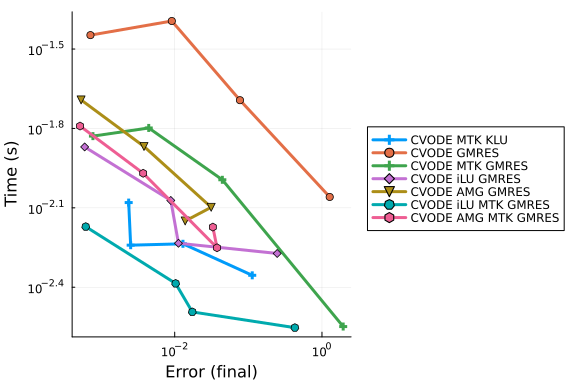 10^-1.5
10^-1.8
10^-2.1
10^-2.4
Time (s)
10^-2
10^0
Error (final)
CVODE MTK KLU
CVODE GMRES
CVODE MTK GMRES
CVODE iLU GMRES
CVODE AMG GMRES
CVODE iLU MTK GMRES
CVODE AMG MTK GMRES